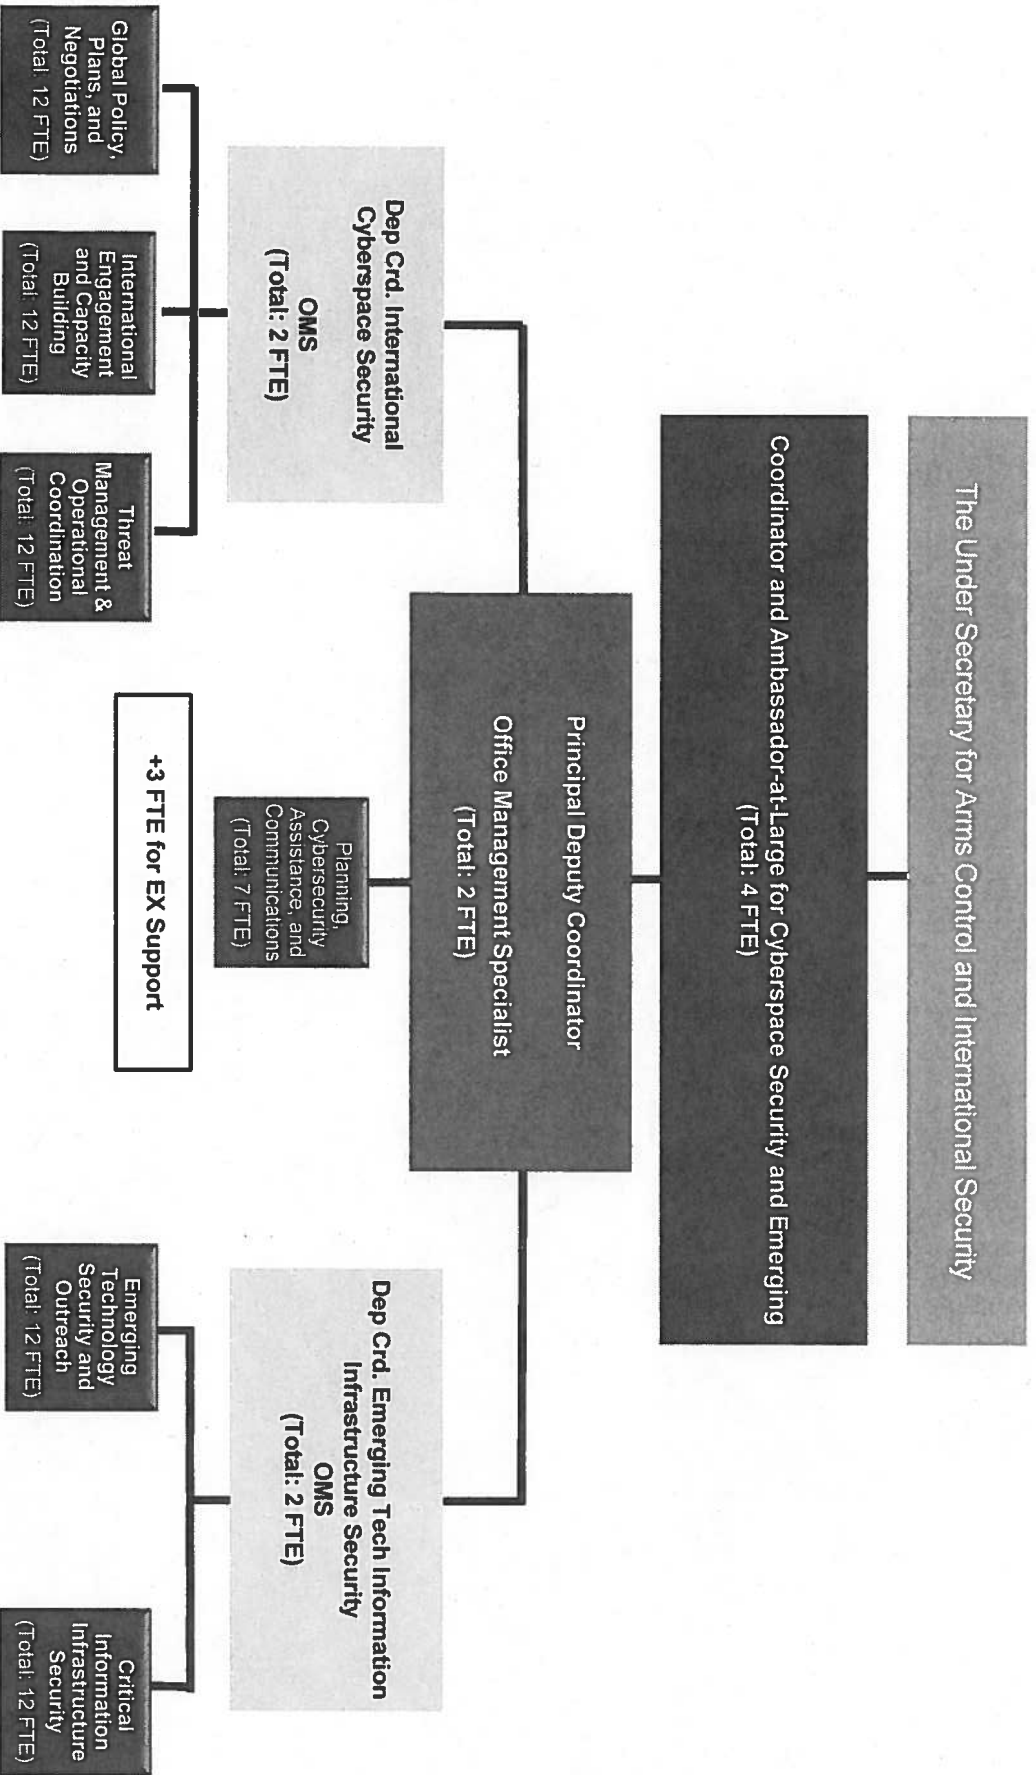 The Under Secretary for Arms Control and International Security
Coordinator and Ambassador-at-Large for Cyberspace Security and Emerging
(Total: 4 FTE)
Principal Deputy Coordinator
Office Management Specialist
(Total: 2 FTE)
Dep Crd. International
Cyberspace Security
OMS
(Total: 2 FTE)
Dep Crd. Emerging Tech Information
Infrastructure Security
OMS
(Total: 2 FTE)
Planning,
Cybersecurity
Assistance, and
Communications
(Total: 7 FTE)
Global Policy,
Plans, and
Negotiations
(Total: 12 FTE)
International
Engagement
and Capacity
Building
(Total: 12 FTE)
Threat
Management &
Operational
Coordination
(Total: 12 FTE)
+3 FTE for EX Support
Emerging
Technology
Security and
Outreach
(Total: 12 FTE)
Critical
Information
Infrastructure
Security
(Total: 12 FTE)